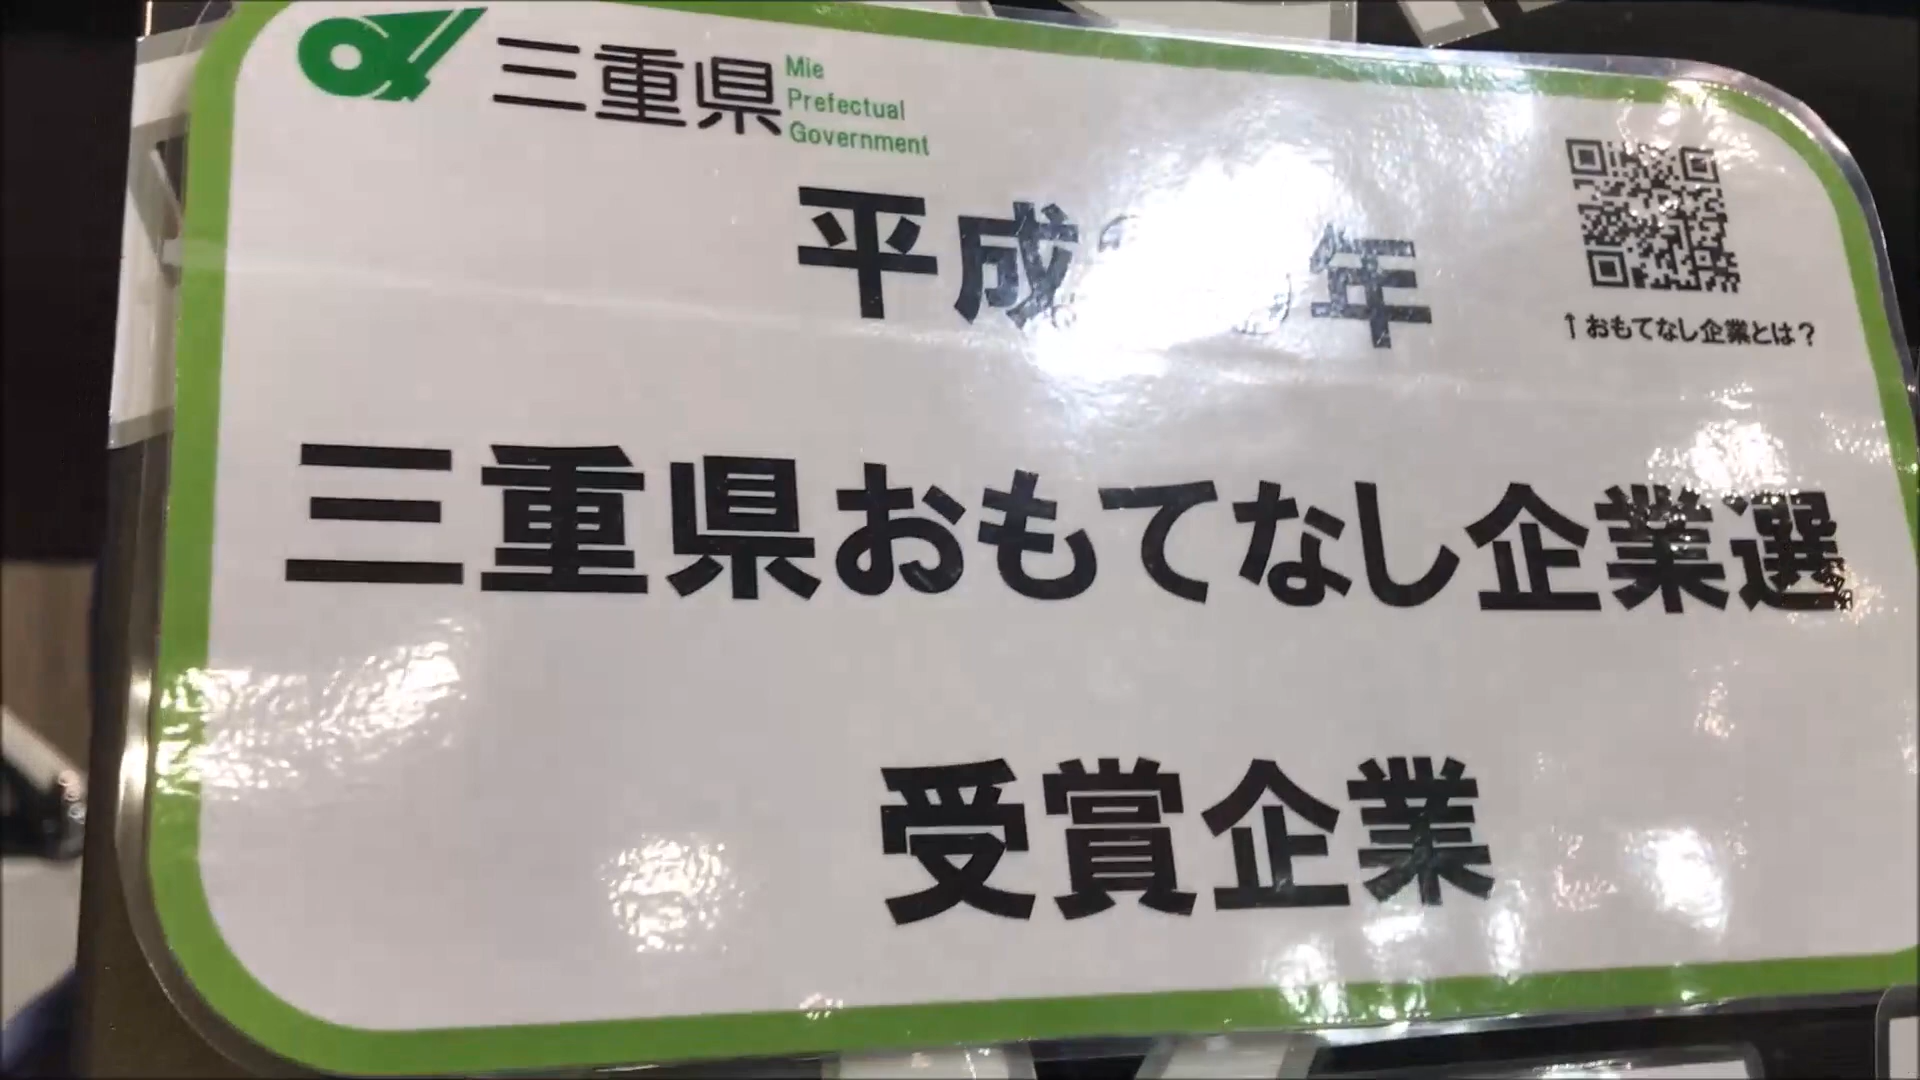 三重県
Mie
Prefectual
Government
平成 年
↑おもてなし企業とは？
三重県おもてなし企業選
受賞企業